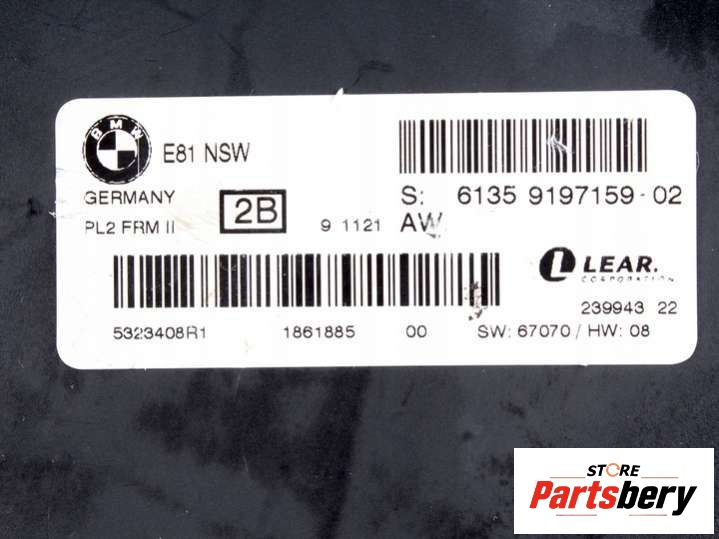 BMW
E81 NSW
GERMANY
PL2 FRM II
2B
9 1121
S: 6135 9197159-02
AW
LEAR.
CORPORATION
239943 22
5323408R1 1861885 00 SW: 67070 / HW: 08
STORE
Partsbery